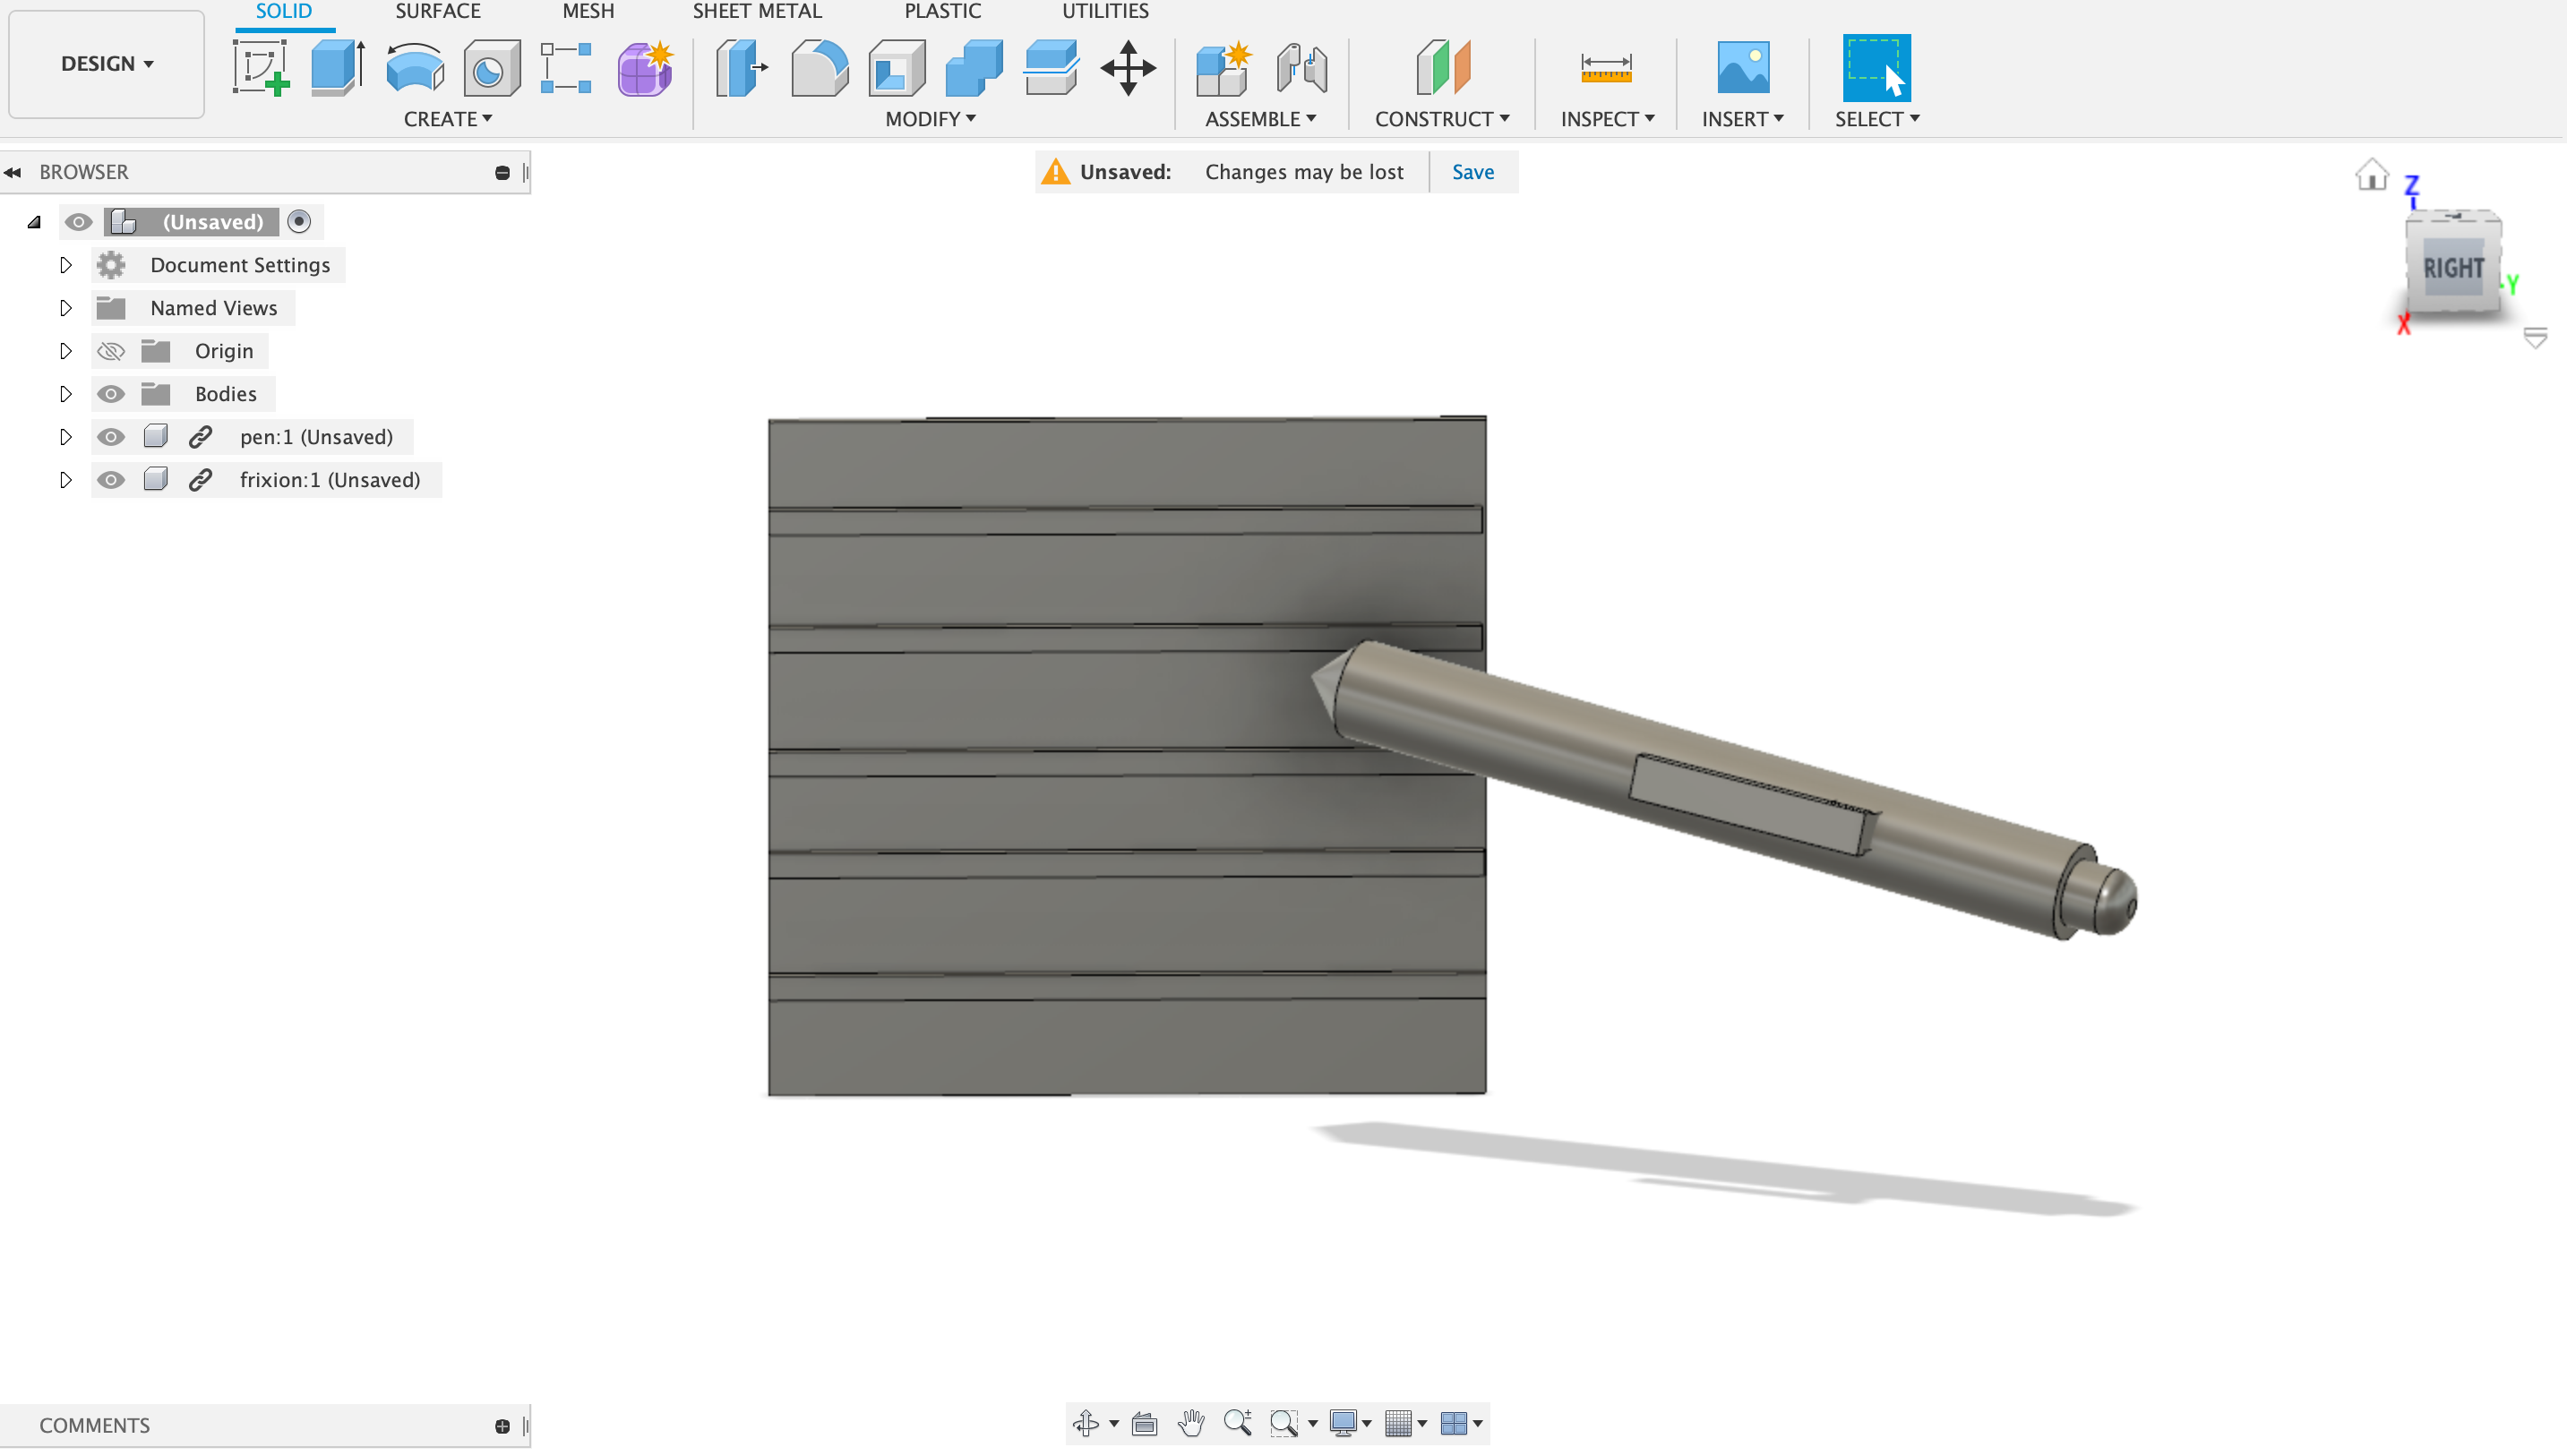 SOLID SURFACE MESH SHEET METAL PLASTIC UTILITIES
DESIGN
CREATE MODIFY ASSEMBLE CONSTRUCT INSPECT INSERT SELECT
BROWSER
Unsaved: Changes may be lost Save
(Unsaved)
Document Settings
Named Views
Origin
Bodies
pen:1 (Unsaved)
frixion:1 (Unsaved)
Z
RIGHT
Y
X
COMMENTS